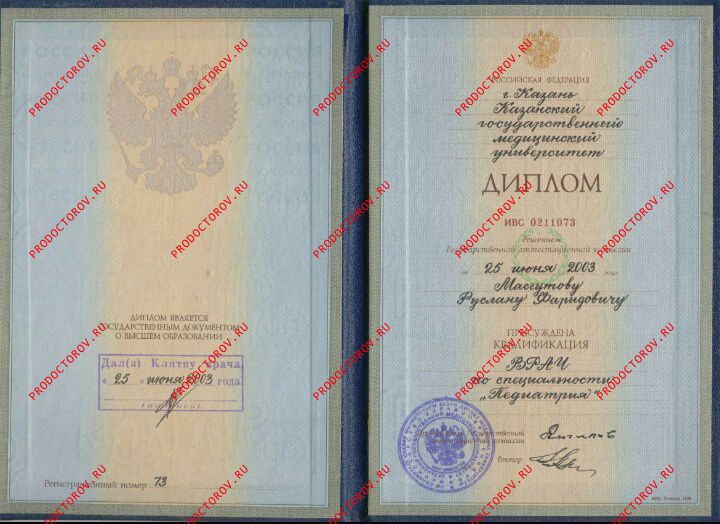 ДИПЛОМ ЯВЛЯЕТСЯ
ГОСУДАРСТВЕННЫМ ДОКУМЕНТОМ
О ВЫСШЕМ ОБРАЗОВАНИИ
Дал(а) Клятву врача
"25" июня 2003 года
(подпись)
Регистрационный номер 73
РОССИЙСКАЯ ФЕДЕРАЦИЯ
г. Казань
Казанский
государственный
медицинский
университет
ДИПЛОМ
ИВС 0211073
Решением
Государственной аттестационной комиссии
от 25 июня 2003 года
Масгутову
Руслану Фаридовичу
ПРИСУЖДЕНА
КВАЛИФИКАЦИЯ
ВРАЧ
по специальности
„Педиатрия"
Ректор
PRODOCTOROV.RU